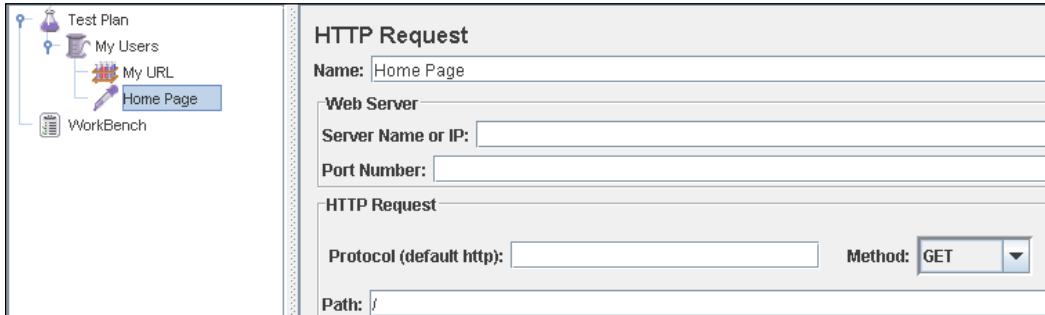 Test Plan
My Users
My URL
Home Page
WorkBench
HTTP Request
Name: Home Page
Web Server
Server Name or IP:
Port Number:
HTTP Request
Protocol (default http): Method: GET
Path: /